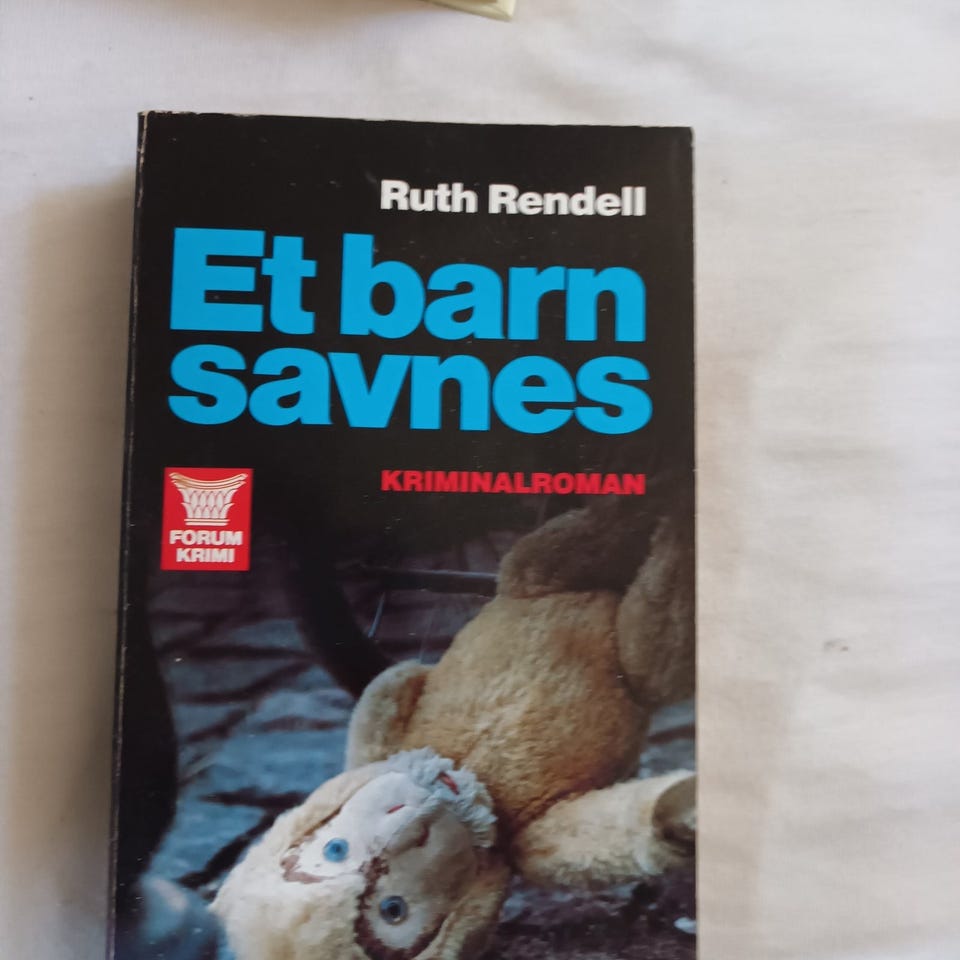 Ruth Rendell
Et barn
savnes
KRIMINALROMAN
FORUM
KRIMI